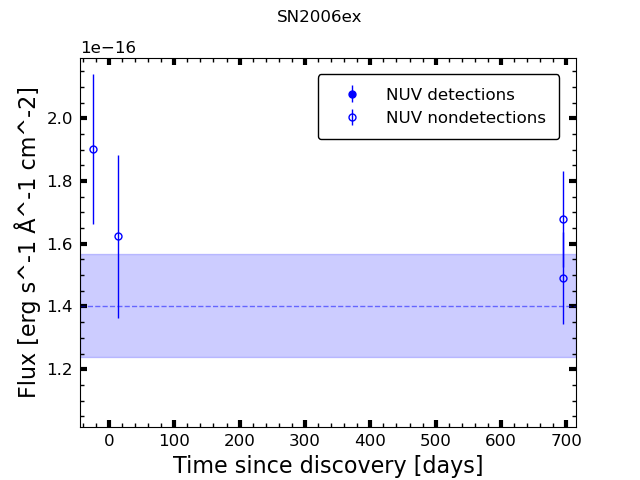 SN2006ex
1e−16
NUV detections
NUV nondetections
2.0
1.8
1.6
1.4
1.2
Flux [erg s^-1 Å^-1 cm^-2]
0 100 200 300 400 500 600 700
Time since discovery [days]